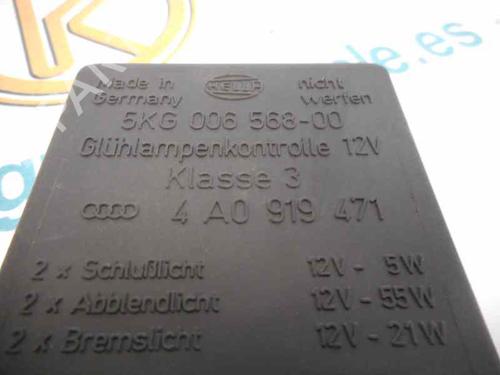 Made in
Germany
HELLA
nicht
werfen
5KG 006 568-00
Glühlampenkontrolle 12V
Klasse 3
4 A0 919 471
2 x Schlußlicht 12V - 5W
2 x Abblendlicht 12V - 55W
2 x Bremslicht 12V - 21W